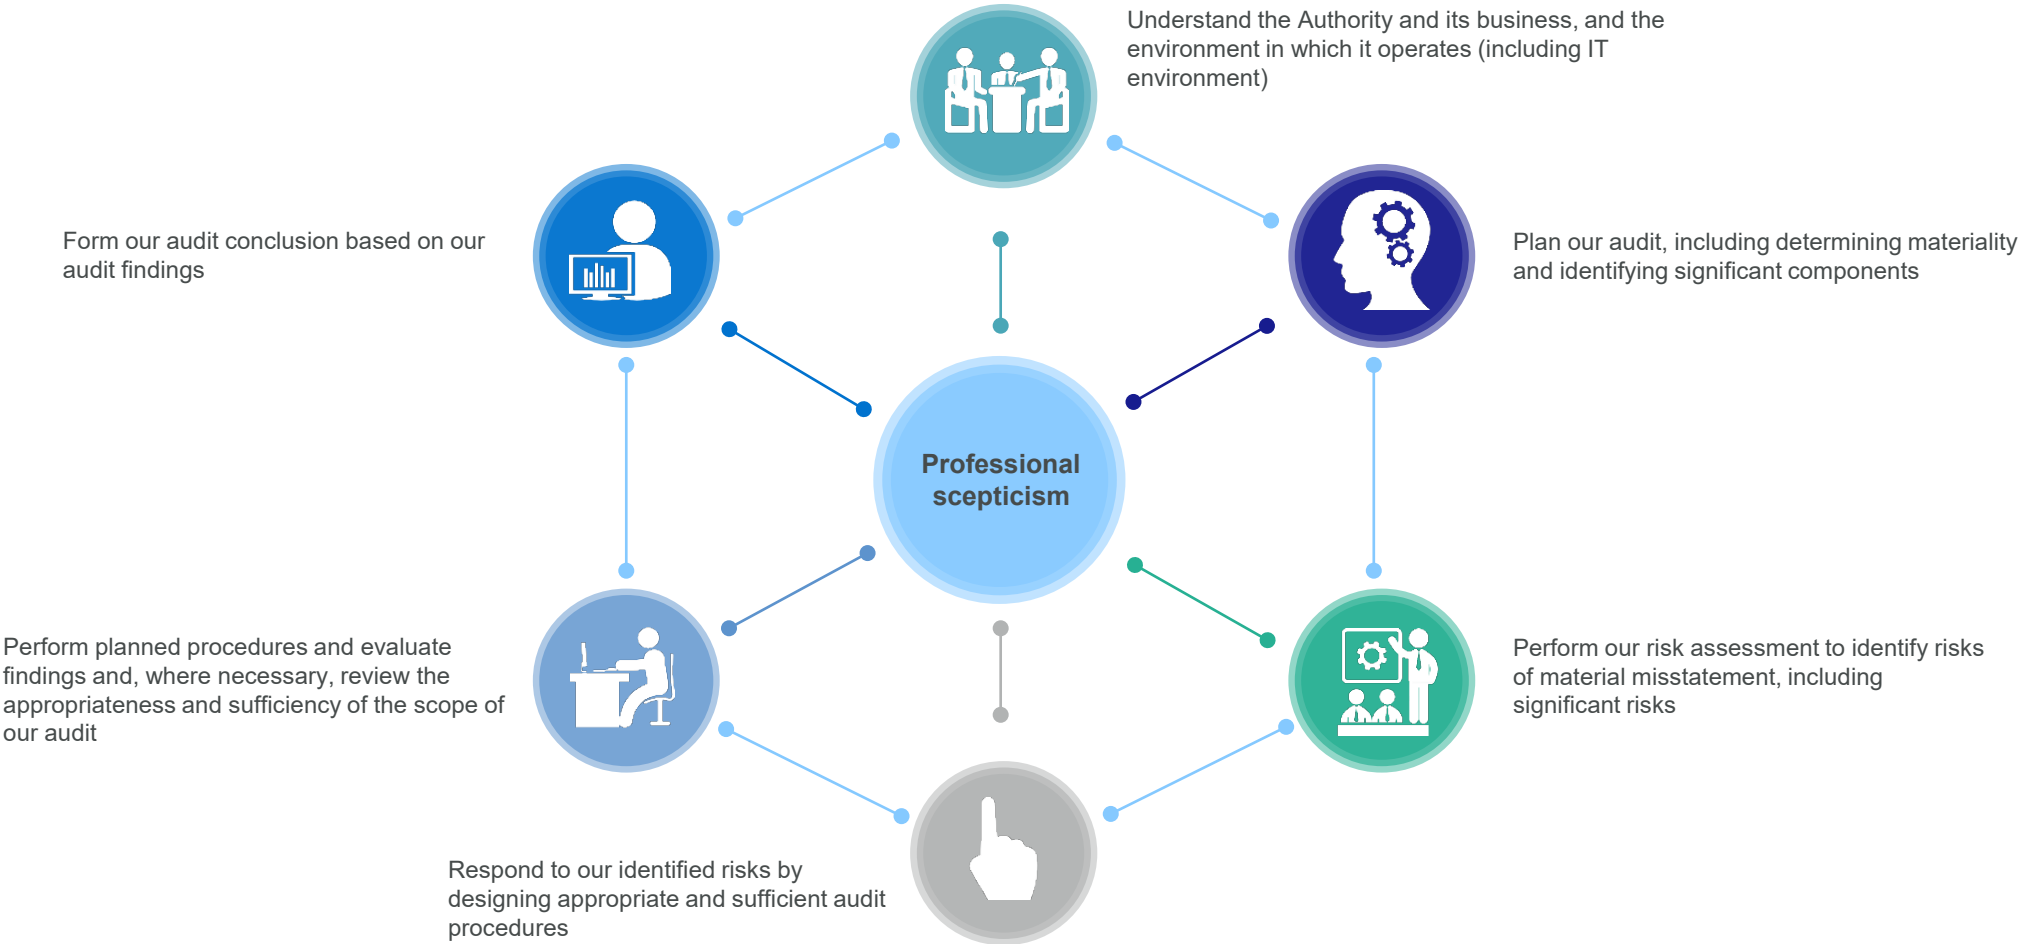 Understand the Authority and its business, and the
environment in which it operates (including IT
environment)
Form our audit conclusion based on our
audit findings
Plan our audit, including determining materiality
and identifying significant components
Professional
scepticism
Perform planned procedures and evaluate
findings and, where necessary, review the
appropriateness and sufficiency of the scope of
our audit
Perform our risk assessment to identify risks
of material misstatement, including
significant risks
Respond to our identified risks by
designing appropriate and sufficient audit
procedures